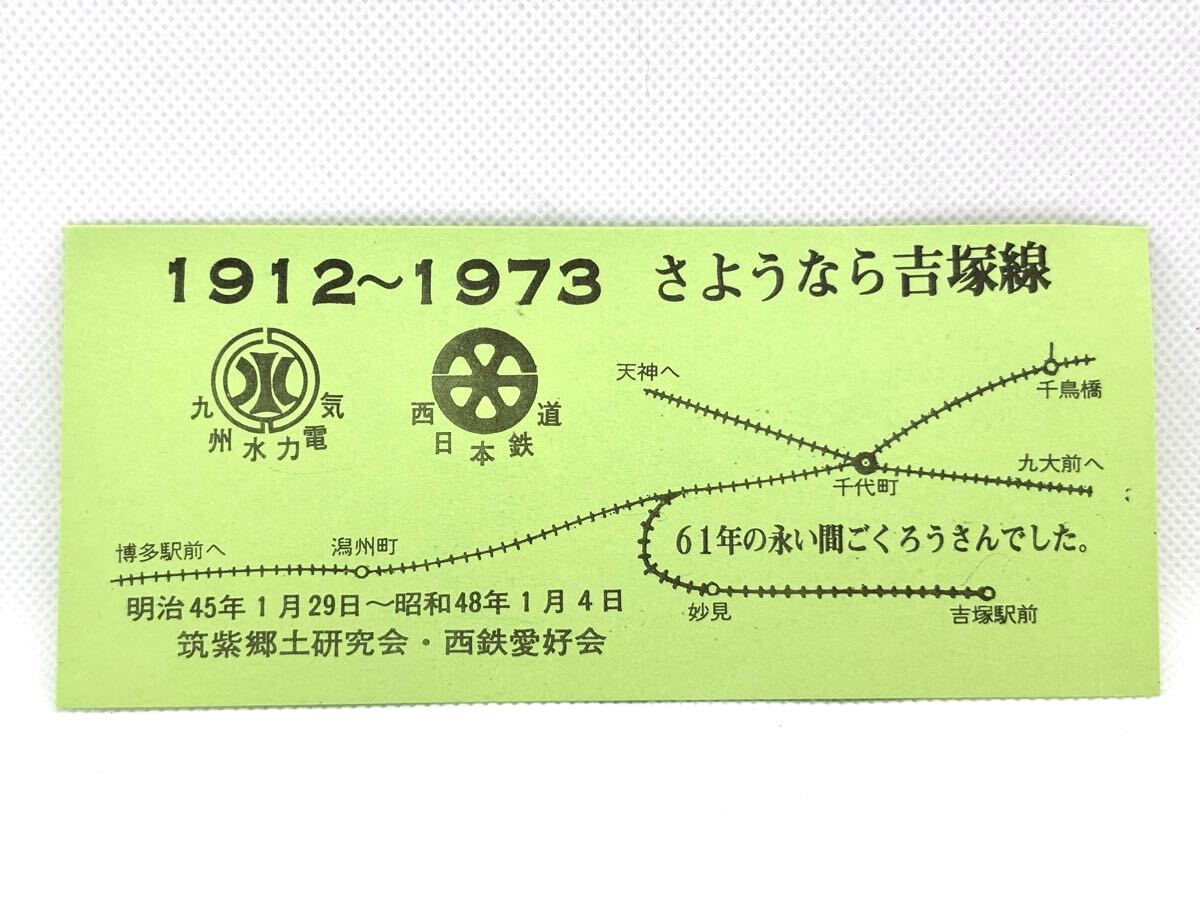 1912～1973 さようなら吉塚線
九州水力電気
西日本鉄道
天神へ
千鳥橋
千代町
九大前へ
博多駅前へ
潟州町
61年の永い間ごくろうさんでした。
妙見
吉塚駅前
明治45年1月29日～昭和48年1月4日
筑紫郷土研究会・西鉄愛好会